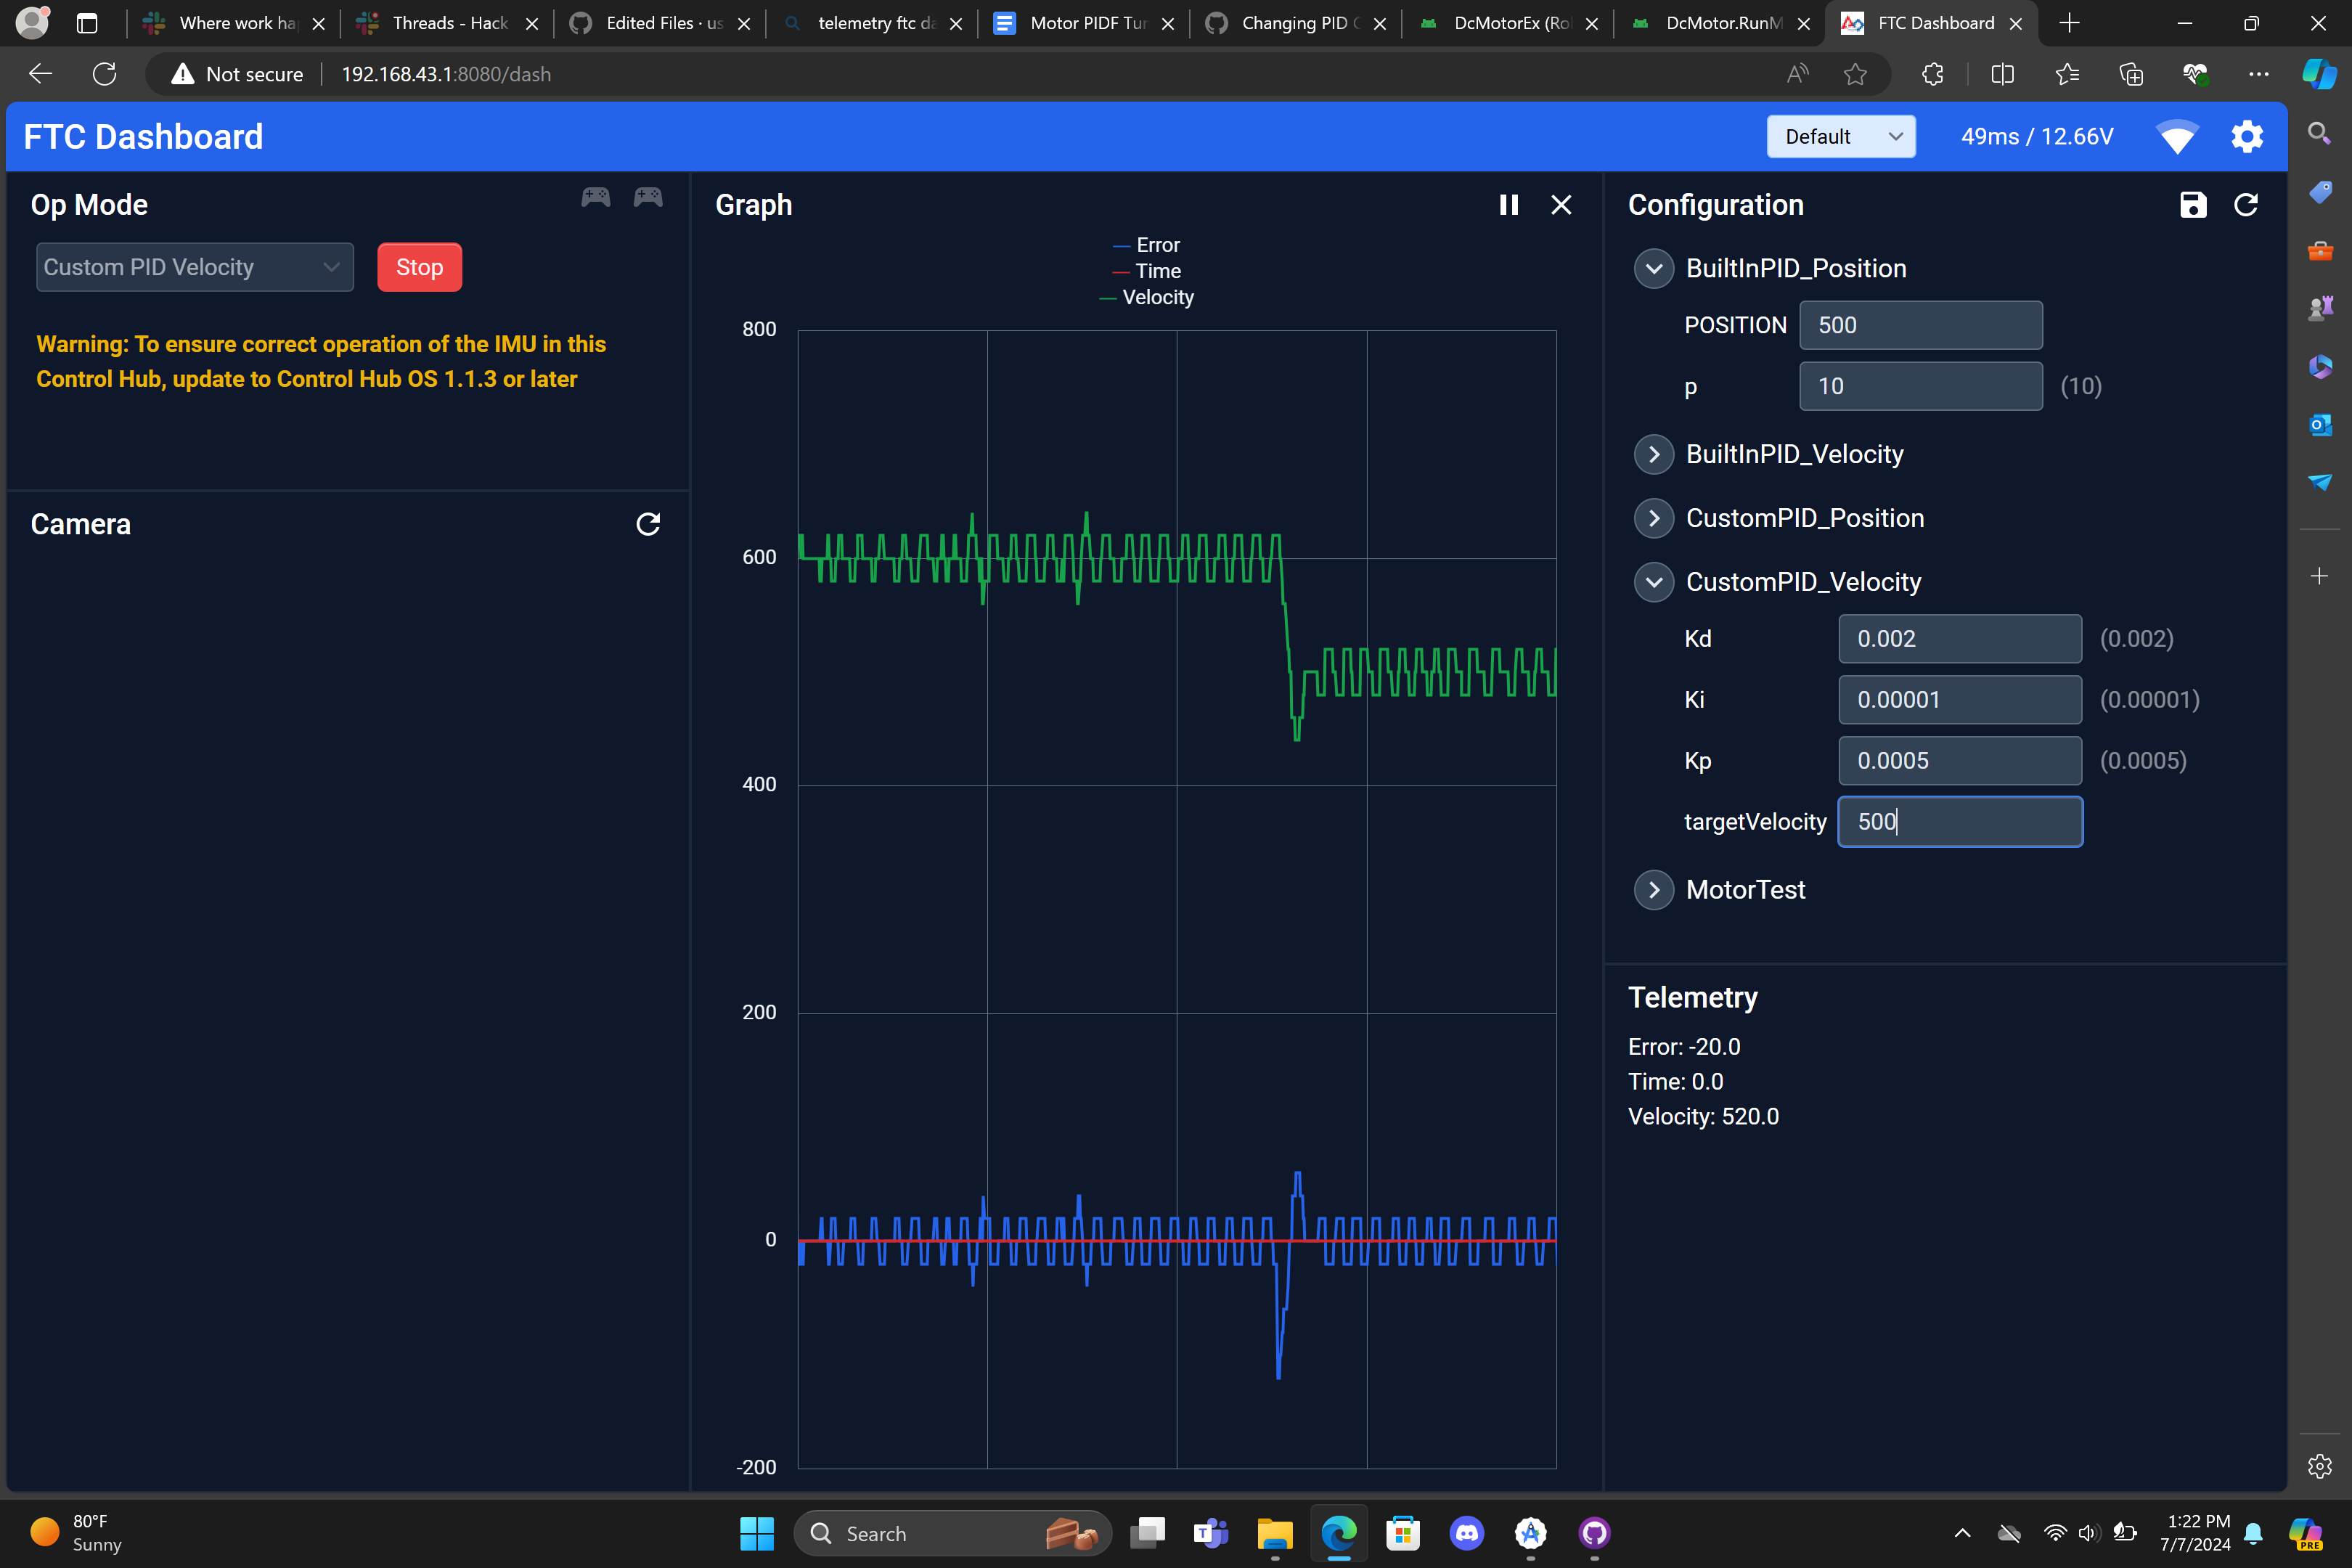 Where work ha
Threads - Hack
Edited Files · us
telemetry ftc da
Motor PIDF Tur
Changing PID C
DcMotorEx (Rol
DcMotor.RunM
FTC Dashboard
Not secure
192.168.43.1:8080/dash
FTC Dashboard
Default
49ms / 12.66V
Op Mode
Custom PID Velocity
Stop
Warning: To ensure correct operation of the IMU in this
Control Hub, update to Control Hub OS 1.1.3 or later
Camera
Graph
Error
Time
Velocity
800
600
400
200
0
-200
Configuration
BuiltInPID_Position
POSITION 500
p 10 (10)
BuiltInPID_Velocity
CustomPID_Position
CustomPID_Velocity
Kd 0.002 (0.002)
Ki 0.00001 (0.00001)
Kp 0.0005 (0.0005)
targetVelocity 500
MotorTest
Telemetry
Error: -20.0
Time: 0.0
Velocity: 520.0
80°F
Sunny
Search
1:22 PM
7/7/2024
PRE